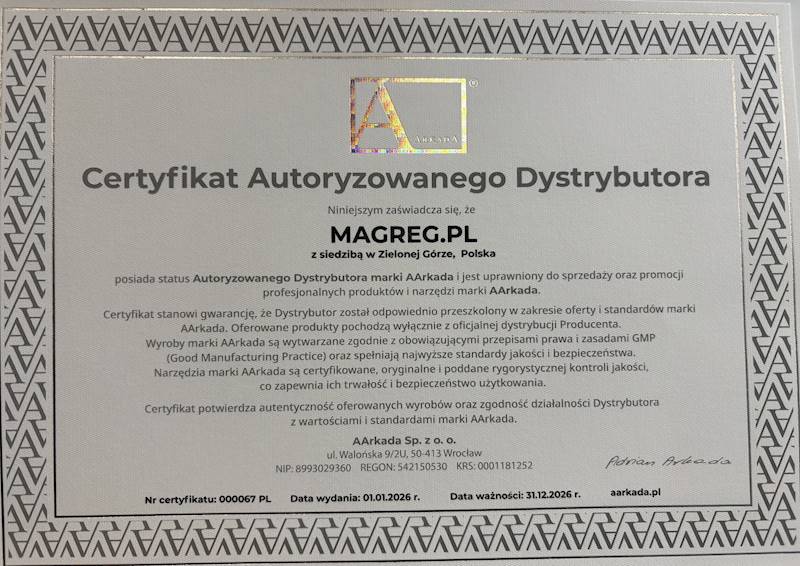 AARKADA
®
Certyfikat Autoryzowanego Dystrybutora
Niniejszym zaświadcza się, że
MAGREG.PL
z siedzibą w Zielonej Górze, Polska
posiada status Autoryzowanego Dystrybutora marki AArkada i jest uprawniony do sprzedaży oraz promocji
profesjonalnych produktów i narzędzi marki AArkada.
Certyfikat stanowi gwarancję, że Dystrybutor został odpowiednio przeszkolony w zakresie oferty i standardów marki
AArkada. Oferowane produkty pochodzą wyłącznie z oficjalnej dystrybucji Producenta.
Wyroby marki AArkada są wytwarzane zgodnie z obowiązującymi przepisami prawa i zasadami GMP
(Good Manufacturing Practice) oraz spełniają najwyższe standardy jakości i bezpieczeństwa.
Narzędzia marki AArkada są certyfikowane, oryginalne i poddane rygorystycznej kontroli jakości,
co zapewnia ich trwałość i bezpieczeństwo użytkowania.
Certyfikat potwierdza autentyczność oferowanych wyrobów oraz zgodność działalności Dystrybutora
z wartościami i standardami marki AArkada.
AArkada Sp. z o. o.
ul. Walońska 9/2U, 50-413 Wrocław
NIP: 8993029360 REGON: 542150530 KRS: 0001181252
Adrian Arkada
Nr certyfikatu: 000067 PL Data wydania: 01.01.2026 r. Data ważności: 31.12.2026 r. aarkada.pl